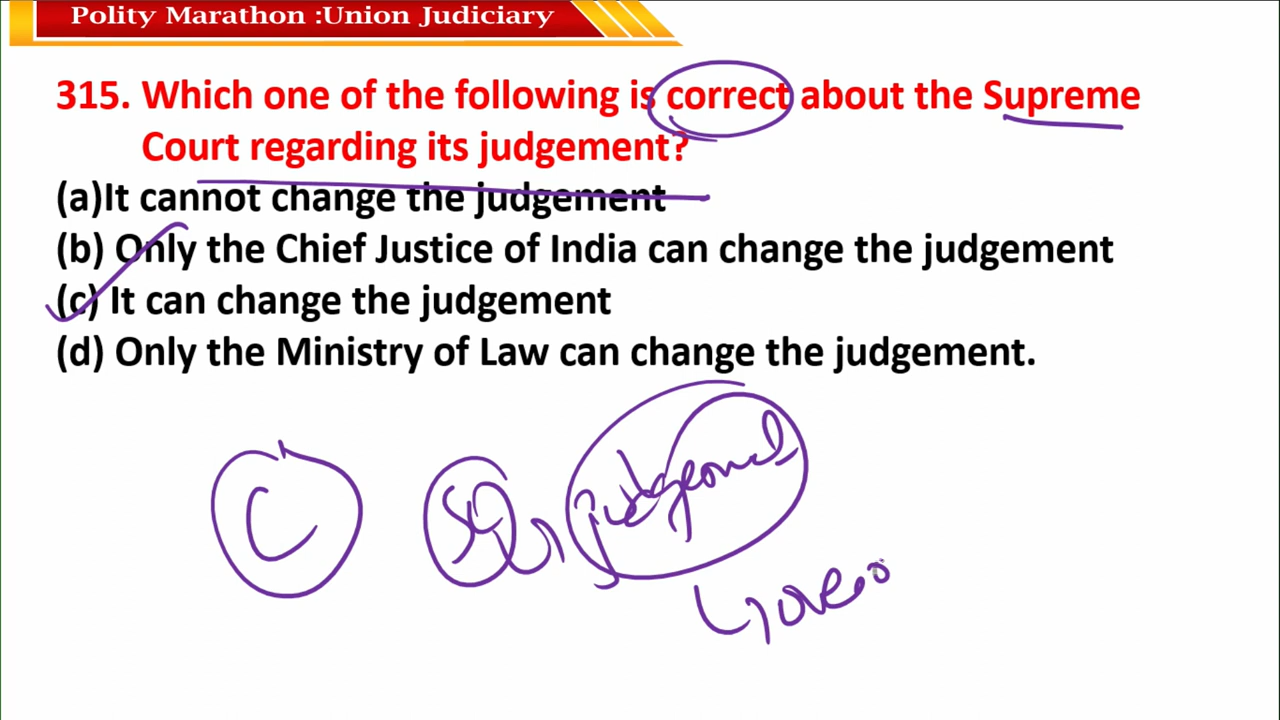 Polity Marathon :Union Judiciary
315. Which one of the following is correct about the Supreme
Court regarding its judgement?
(a)It cannot change the judgement
(b) Only the Chief Justice of India can change the judgement
(c) It can change the judgement
(d) Only the Ministry of Law can change the judgement.
C